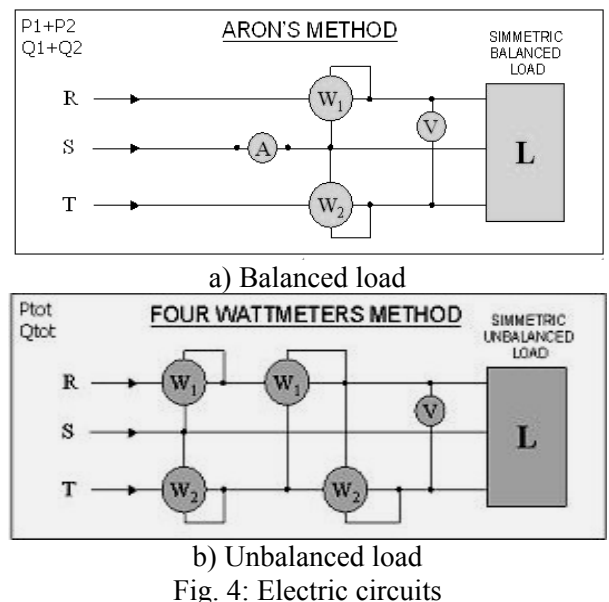 P1+P2
Q1+Q2
ARON'S METHOD
SIMMETRIC
BALANCED
LOAD
R
W1
V
S
A
L
T
W2
a) Balanced load
Ptot
Qtot
FOUR WATTMETERS METHOD
SIMMETRIC
UNBALANCED
LOAD
R
W1
W1
V
S
L
T
W2
W2
b) Unbalanced load
Fig. 4: Electric circuits